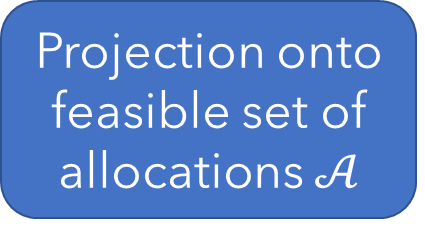 Projection onto
feasible set of
allocations 𝒜